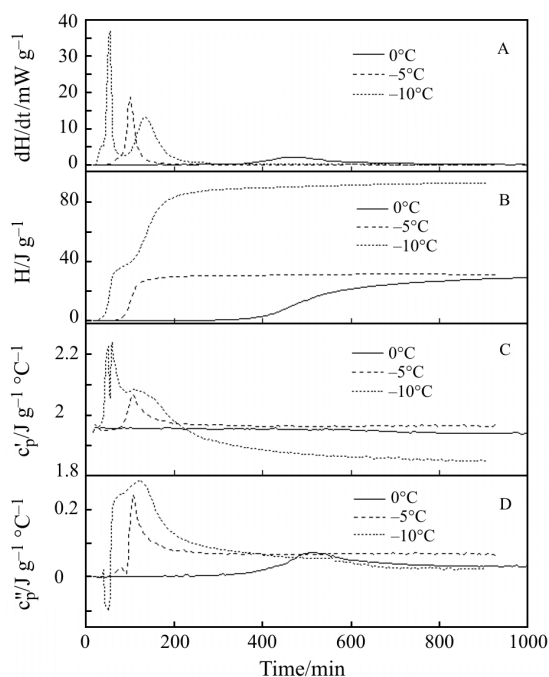 40
30
20
10
0
dH/dt/mW g⁻¹
A
0°C
–5°C
–10°C
80
40
0
H/J g⁻¹
B
0°C
–5°C
–10°C
2.2
2
1.8
c'p/J g⁻¹ °C⁻¹
C
0°C
–5°C
–10°C
0.2
0
c''p/J g⁻¹ °C⁻¹
D
0°C
–5°C
–10°C
0 200 400 600 800 1000
Time/min